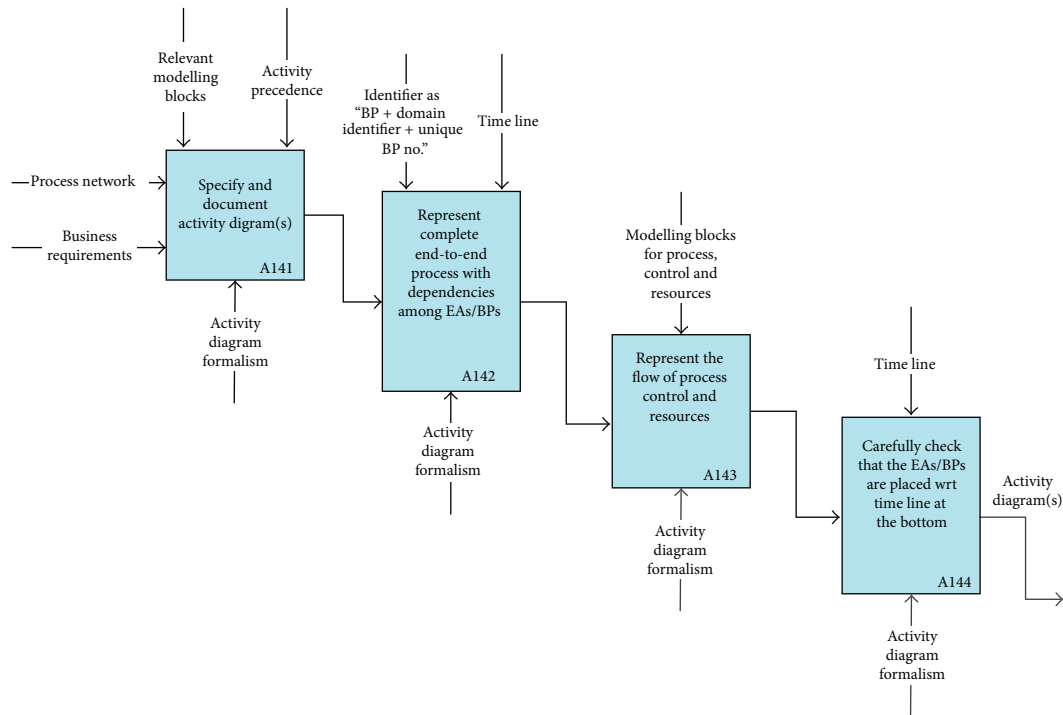 Relevant
modelling
blocks
Activity
precedence
Process network
Business
requirements
Specify and
document
activity digram(s)
A141
Activity
diagram
formalism
Identifier as
“BP + domain
identifier + unique
BP no.”
Time line
Represent
complete
end-to-end
process with
dependencies
among EAs/BPs
A142
Activity
diagram
formalism
Modelling blocks
for process,
control and
resources
Represent the
flow of process
control and
resources
A143
Activity
diagram
formalism
Time line
Carefully check
that the EAs/BPs
are placed wrt
time line at
the bottom
A144
Activity
diagram(s)
Activity
diagram
formalism